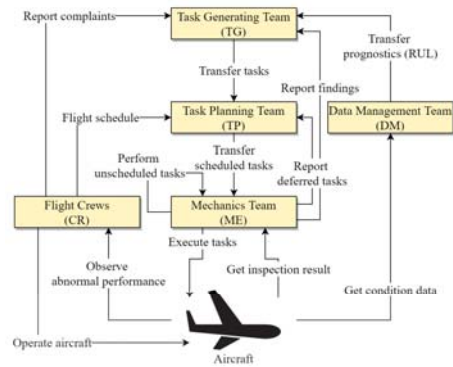 Report complaints
Task Generating Team
(TG)
Transfer
prognostics (RUL)
Transfer tasks
Report findings
Flight schedule
Task Planning Team
(TP)
Data Management Team
(DM)
Perform
unscheduled tasks
Transfer
scheduled tasks
Report
deferred tasks
Flight Crews
(CR)
Mechanics Team
(ME)
Execute tasks
Observe
abnormal performance
Get inspection result
Get condition data
Operate aircraft
Aircraft